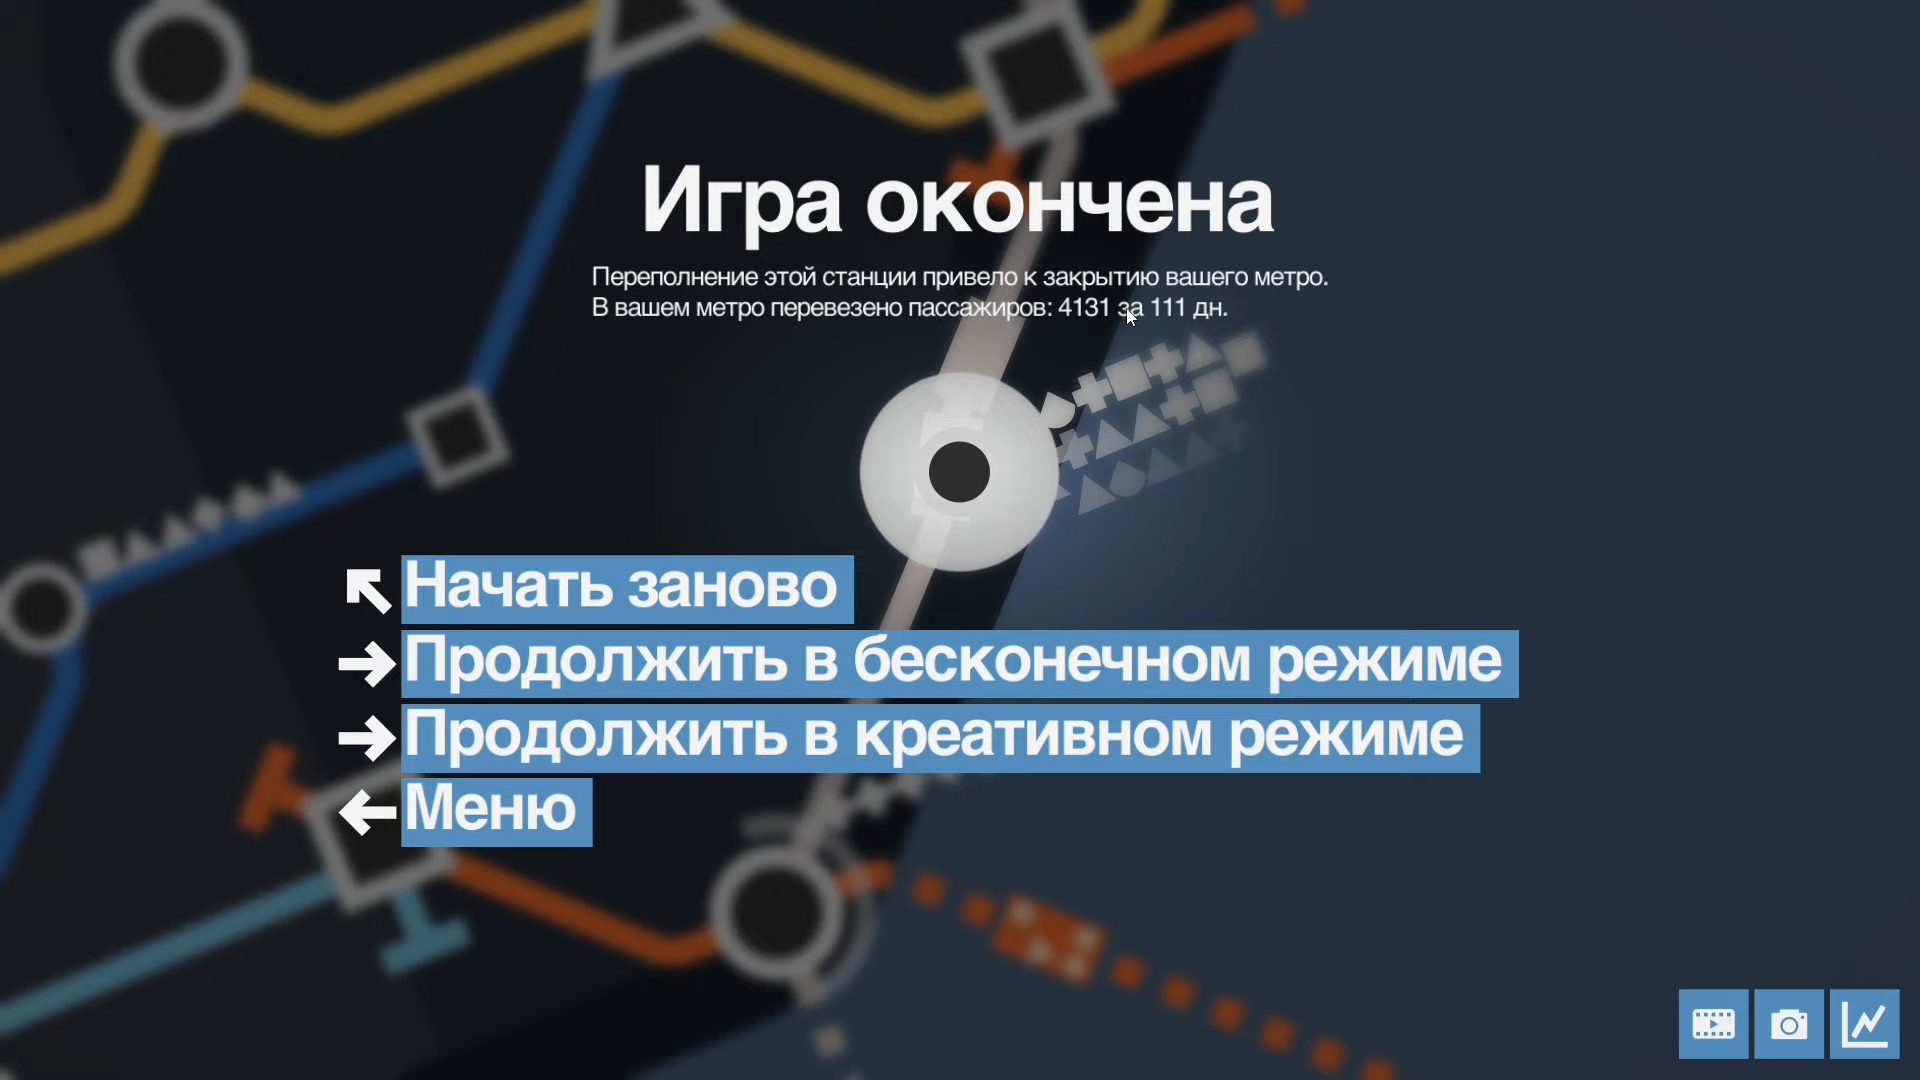 Игра окончена
Переполнение этой станции привело к закрытию вашего метро.
В вашем метро перевезено пассажиров: 4131 за 111 дн.
Начать заново
Продолжить в бесконечном режиме
Продолжить в креативном режиме
Меню